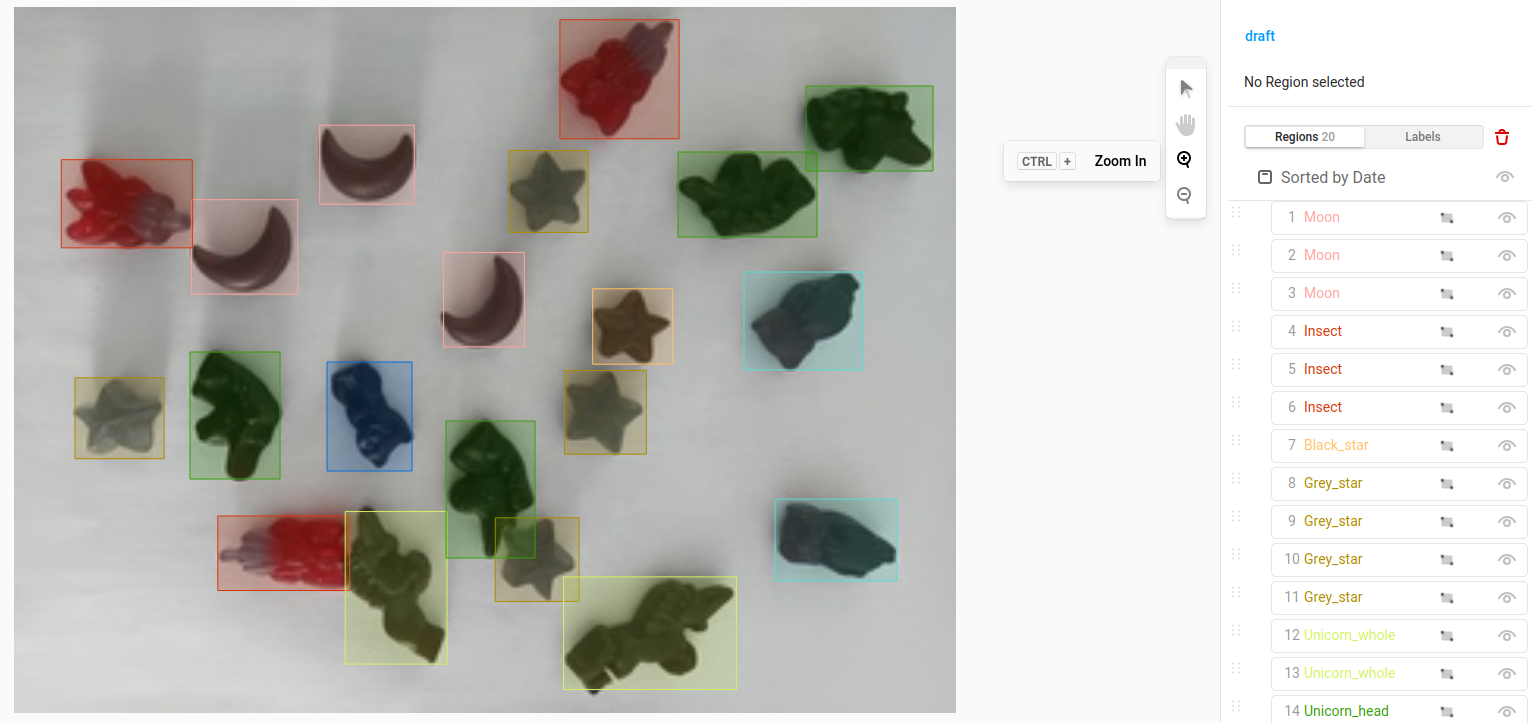 draft
No Region selected
Regions 20
Labels
CTRL + Zoom In
Sorted by Date
1 Moon
2 Moon
3 Moon
4 Insect
5 Insect
6 Insect
7 Black_star
8 Grey_star
9 Grey_star
10 Grey_star
11 Grey_star
12 Unicorn_whole
13 Unicorn_whole
14 Unicorn_head